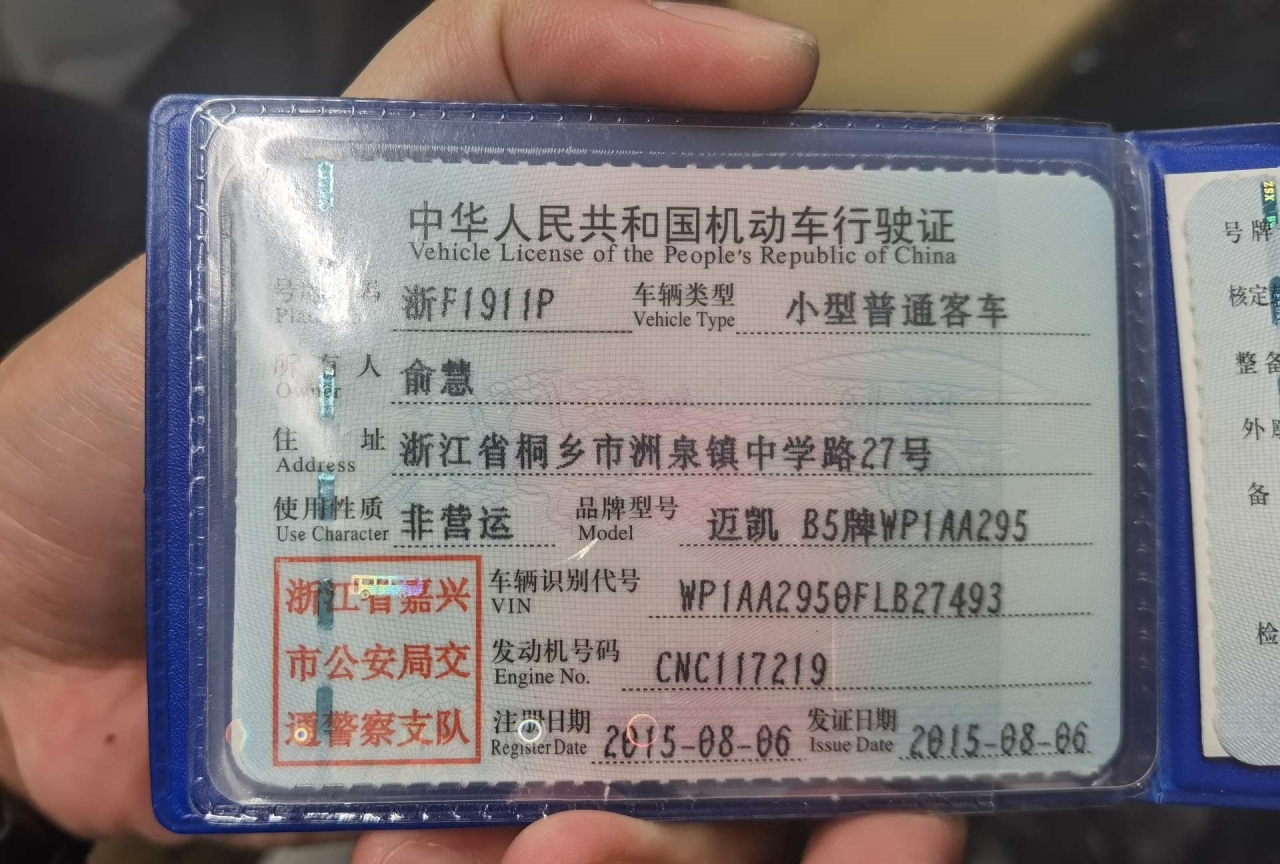 中华人民共和国机动车行驶证
Vehicle License of the People's Republic of China
浙F1911P 车辆类型 小型普通客车
Vehicle Type
所有人 俞慧
Owner
住址 浙江省桐乡市洲泉镇中学路27号
Address
使用性质 非营运 品牌型号 迈凯 B5牌WP1AA295
Use Character Model
浙江省嘉兴
市公安局交
通警察支队
车辆识别代号 WP1AA2950FLB27493
VIN
发动机号码 CNC117219
Engine No.
注册日期 2015-08-06 发证日期 2015-08-06
Register Date Issue Date
号牌
核定
整备
外廓
备
检